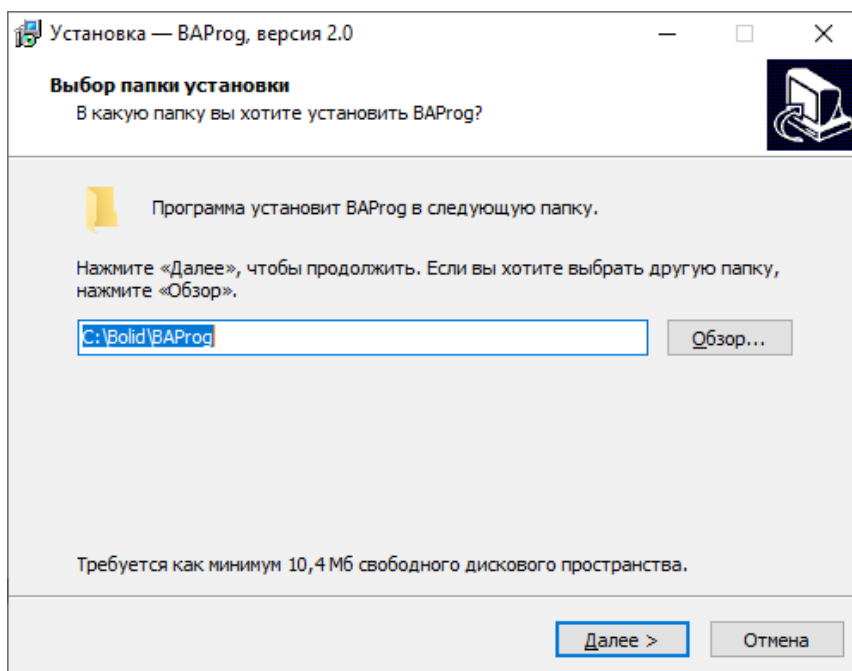 Установка — BAProg, версия 2.0
Выбор папки установки
В какую папку вы хотите установить BAProg?
Программа установит BAProg в следующую папку.
Нажмите «Далее», чтобы продолжить. Если вы хотите выбрать другую папку,
нажмите «Обзор».
C:\Bolid\BAProg
Обзор...
Требуется как минимум 10,4 Мб свободного дискового пространства.
Далее >
Отмена